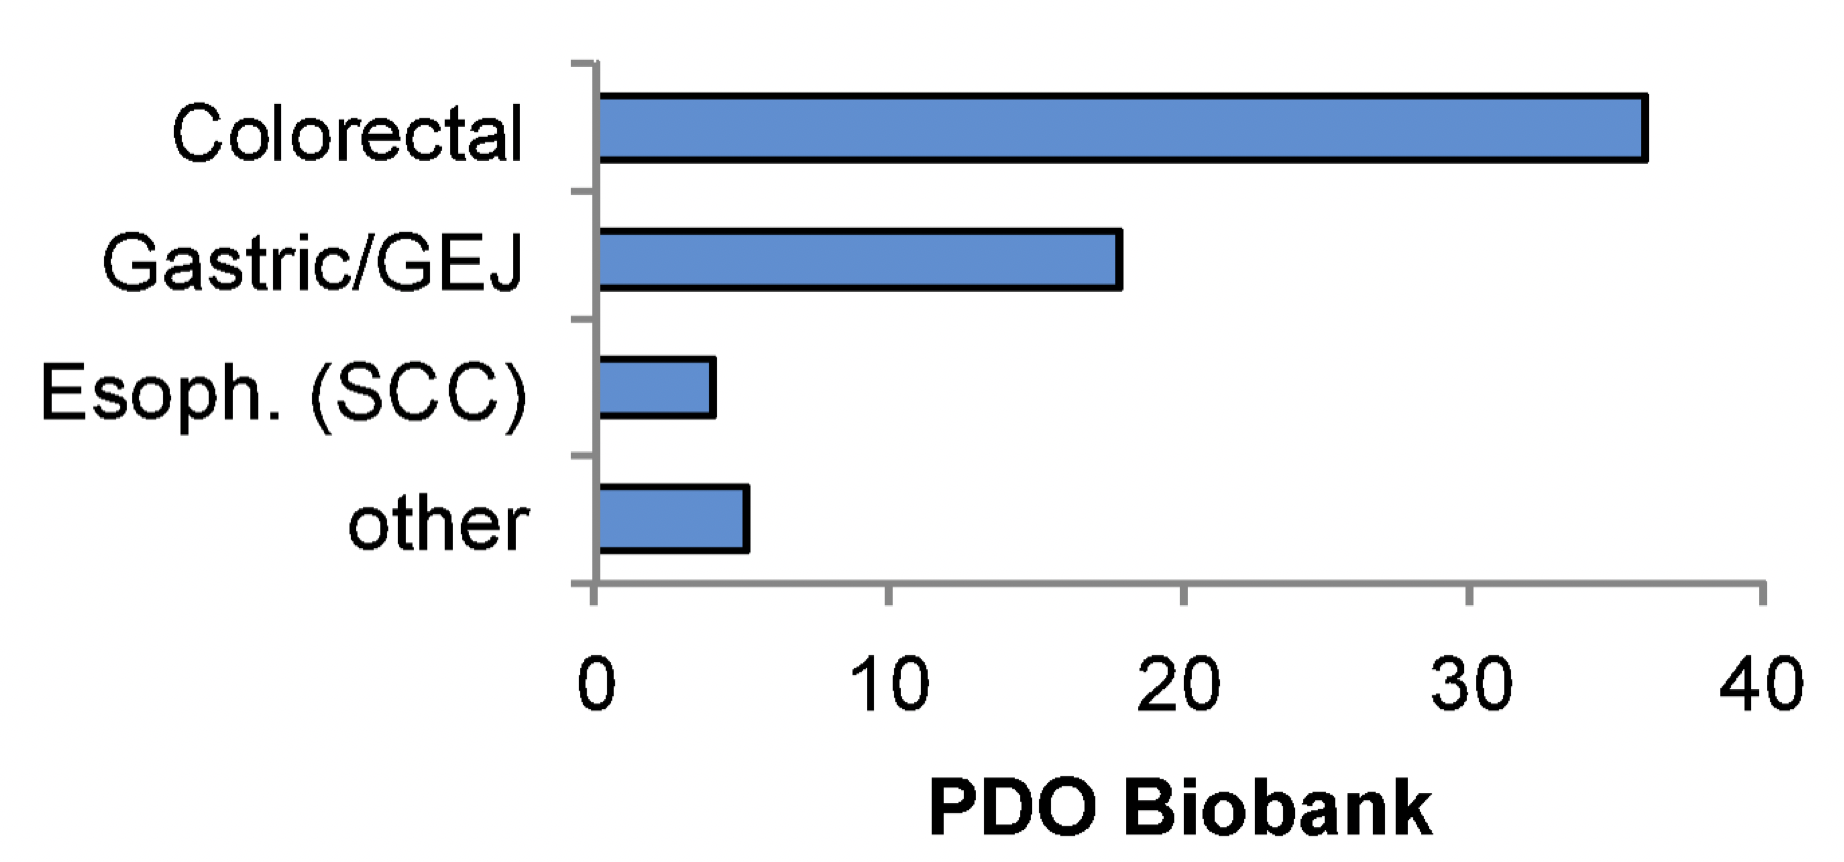 Colorectal
Gastric/GEJ
Esoph. (SCC)
other
0 10 20 30 40
PDO Biobank